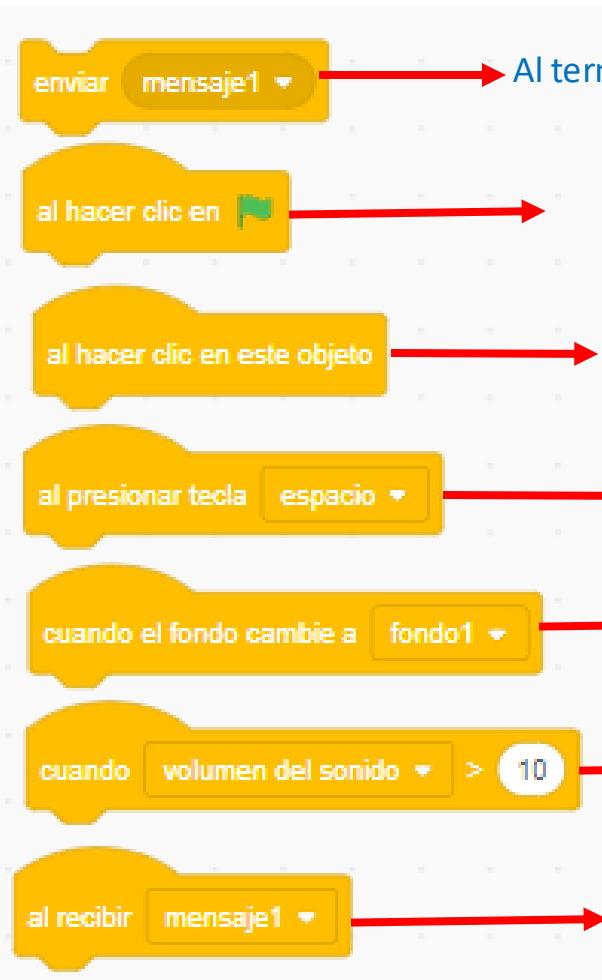 enviar mensaje1
Al
al hacer clic en
al hacer clic en este objeto
al presionar tecla espacio
cuando el fondo cambie a fondo1
cuando volumen del sonido > 10
al recibir mensaje1